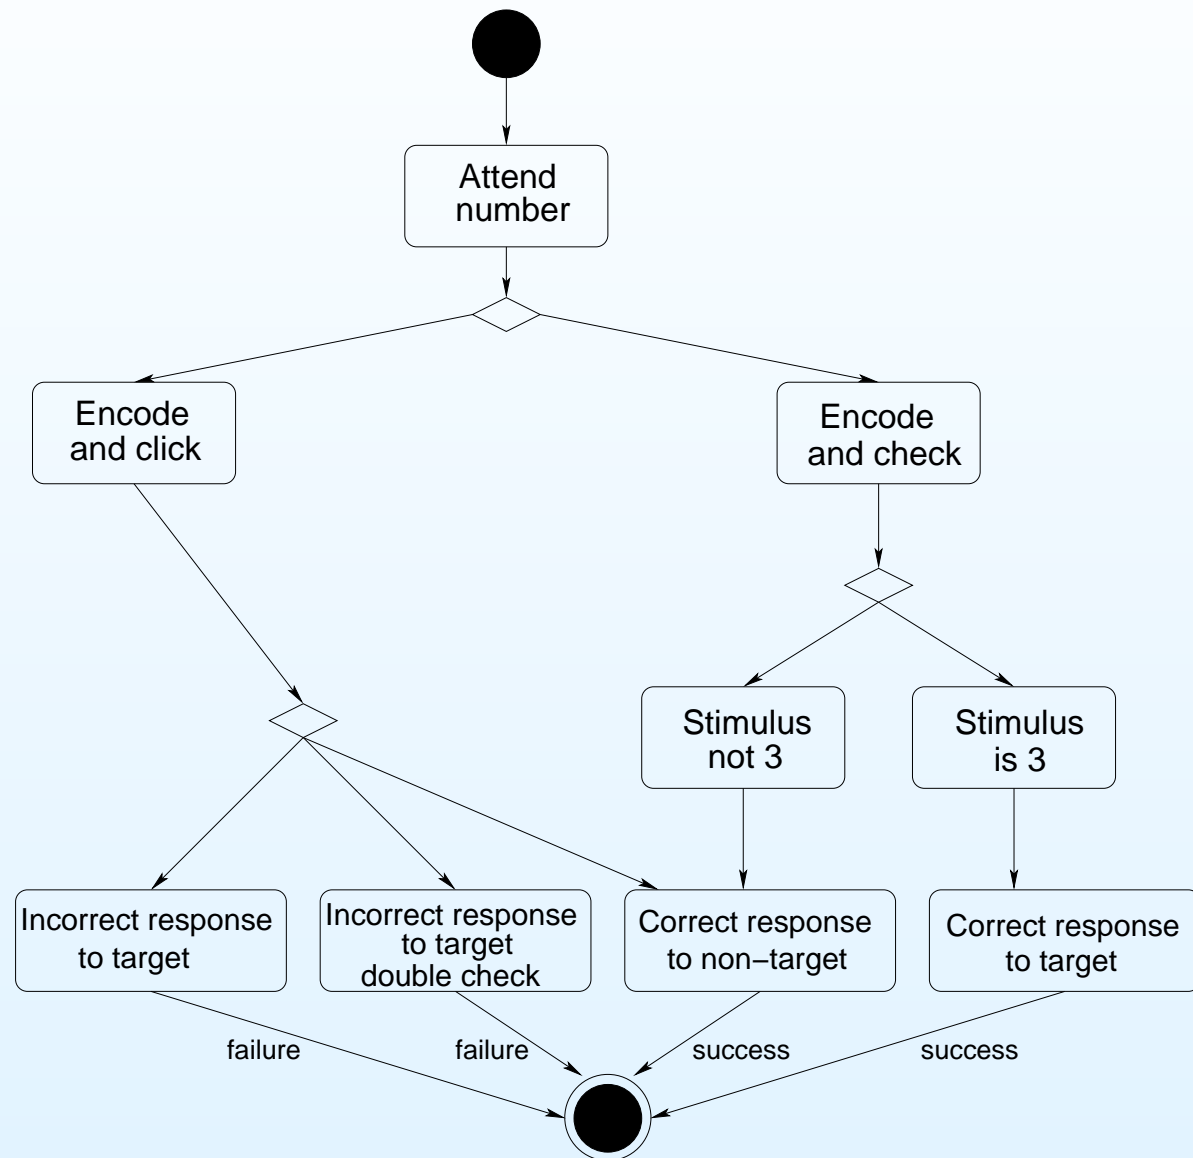 Attend
number
Encode
and click
Encode
and check
Stimulus
not 3
Stimulus
is 3
Incorrect response
to target
Incorrect response
to target
double check
Correct response
to non−target
Correct response
to target
failure
failure
success
success